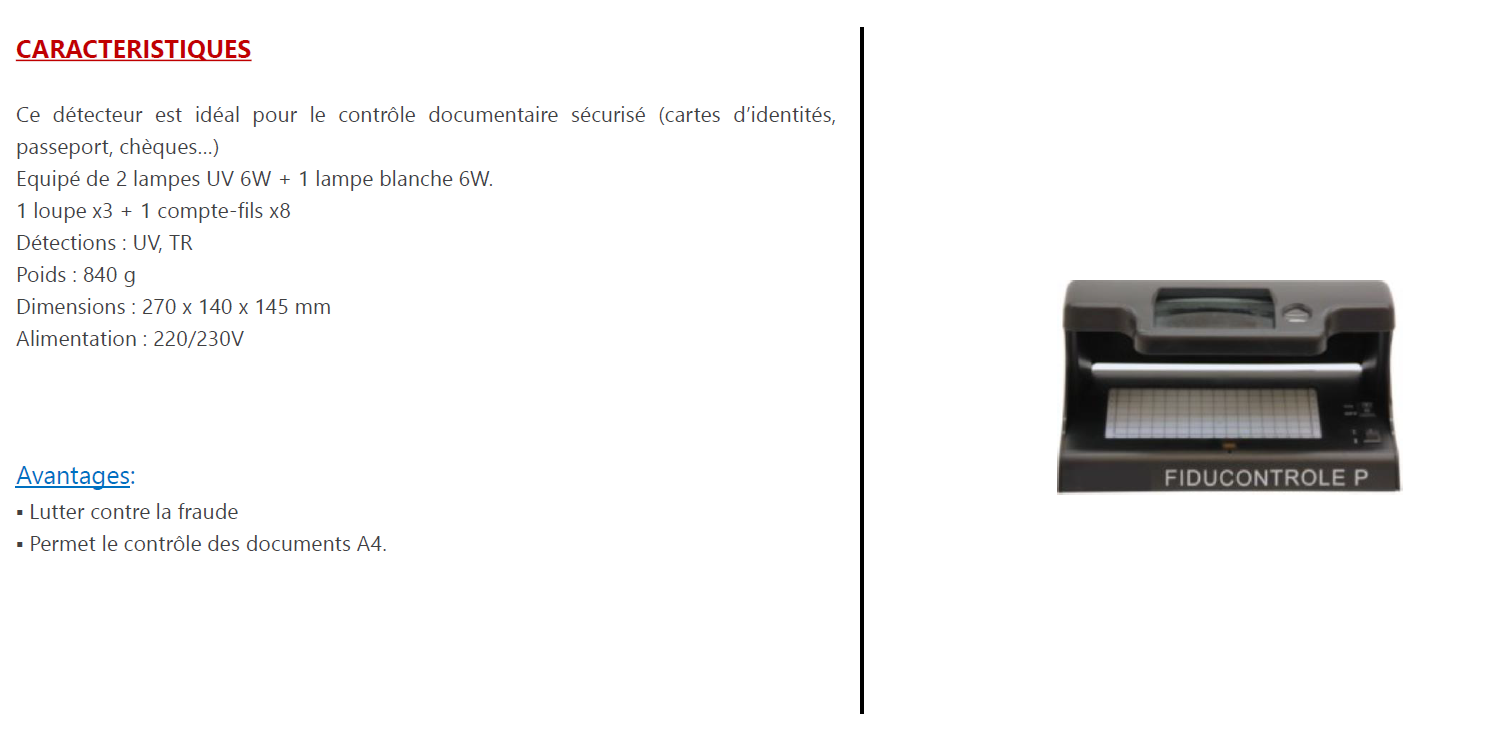 CARACTERISTIQUES
Ce détecteur est idéal pour le contrôle documentaire sécurisé (cartes d’identités,
passeport, chèques…)
Equipé de 2 lampes UV 6W + 1 lampe blanche 6W.
1 loupe x3 + 1 compte-fils x8
Détections : UV, TR
Poids : 840 g
Dimensions : 270 x 140 x 145 mm
Alimentation : 220/230V
Avantages:
▪ Lutter contre la fraude
▪ Permet le contrôle des documents A4.
FIDUCONTROLE P